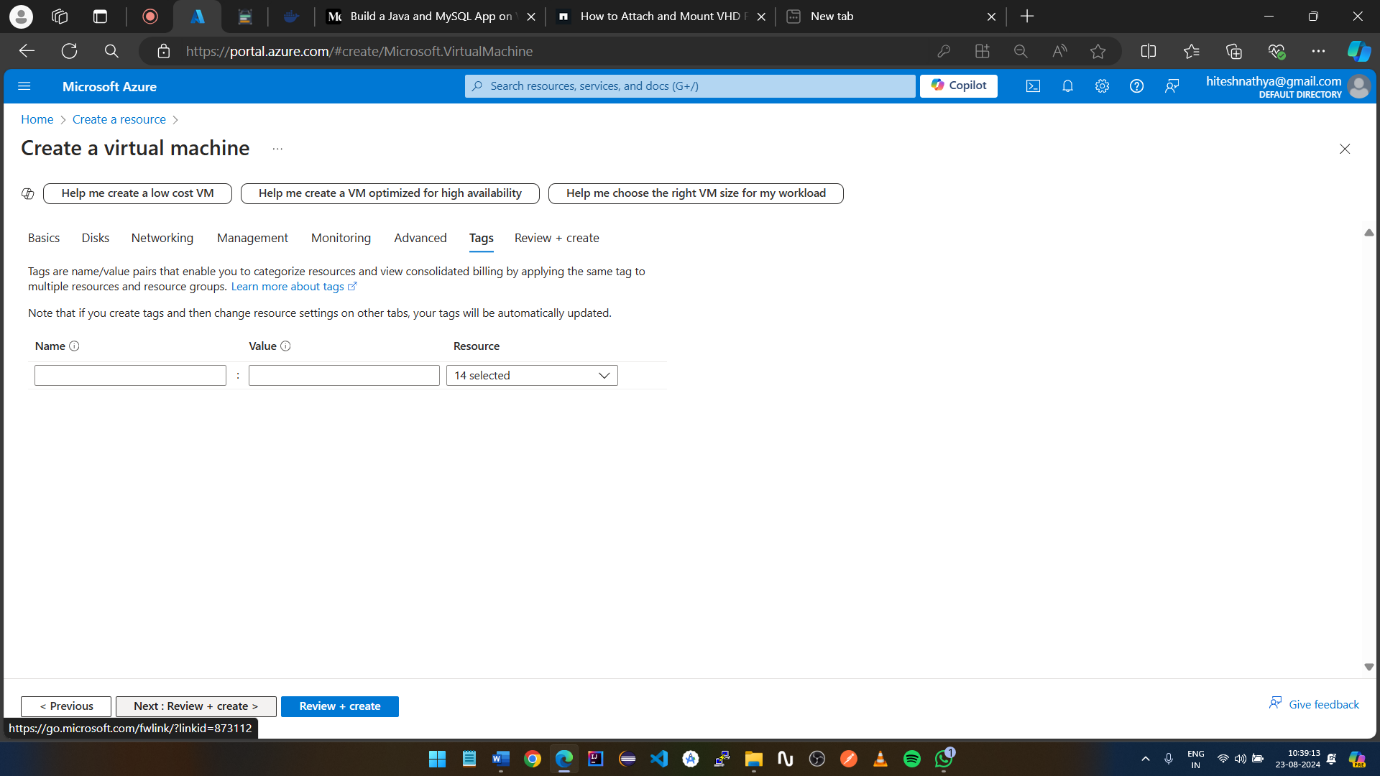 Build a Java and MySQL App on
How to Attach and Mount VHD F
New tab
https://portal.azure.com/#create/Microsoft.VirtualMachine
Microsoft Azure
Search resources, services, and docs (G+/)
Copilot
hiteshnathya@gmail.com
DEFAULT DIRECTORY
Home > Create a resource >
Create a virtual machine ...
Help me create a low cost VM
Help me create a VM optimized for high availability
Help me choose the right VM size for my workload
Basics Disks Networking Management Monitoring Advanced Tags Review + create
Tags are name/value pairs that enable you to categorize resources and view consolidated billing by applying the same tag to
multiple resources and resource groups. Learn more about tags
Note that if you create tags and then change resource settings on other tabs, your tags will be automatically updated.
Name Value Resource
: 14 selected
< Previous
Next : Review + create >
Review + create
Give feedback
https://go.microsoft.com/fwlink/?linkid=873112
1
ENG
IN
10:39:13
23-08-2024